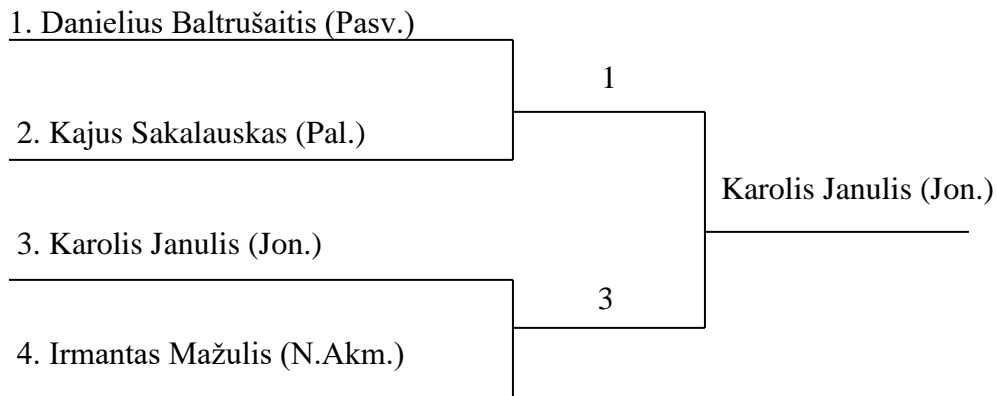 1. Danielius Baltrušaitis (Pasv.)
1
2. Kajus Sakalauskas (Pal.)
Karolis Janulis (Jon.)
3. Karolis Janulis (Jon.)
3
4. Irmantas Mažulis (N.Akm.)